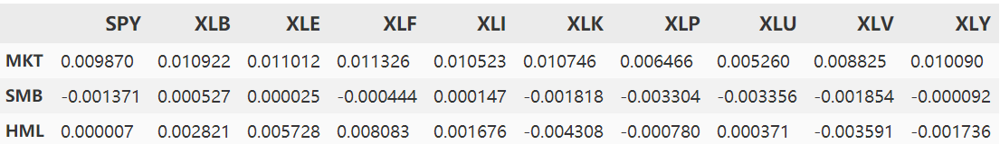 SPY XLB XLE XLF XLI XLK XLP XLU XLV XLY
MKT 0.009870 0.010922 0.011012 0.011326 0.010523 0.010746 0.006466 0.005260 0.008825 0.010090
SMB -0.001371 0.000527 0.000025 -0.000444 0.000147 -0.001818 -0.003304 -0.003356 -0.001854 -0.000092
HML 0.000007 0.002821 0.005728 0.008083 0.001676 -0.004308 -0.000780 0.000371 -0.003591 -0.001736